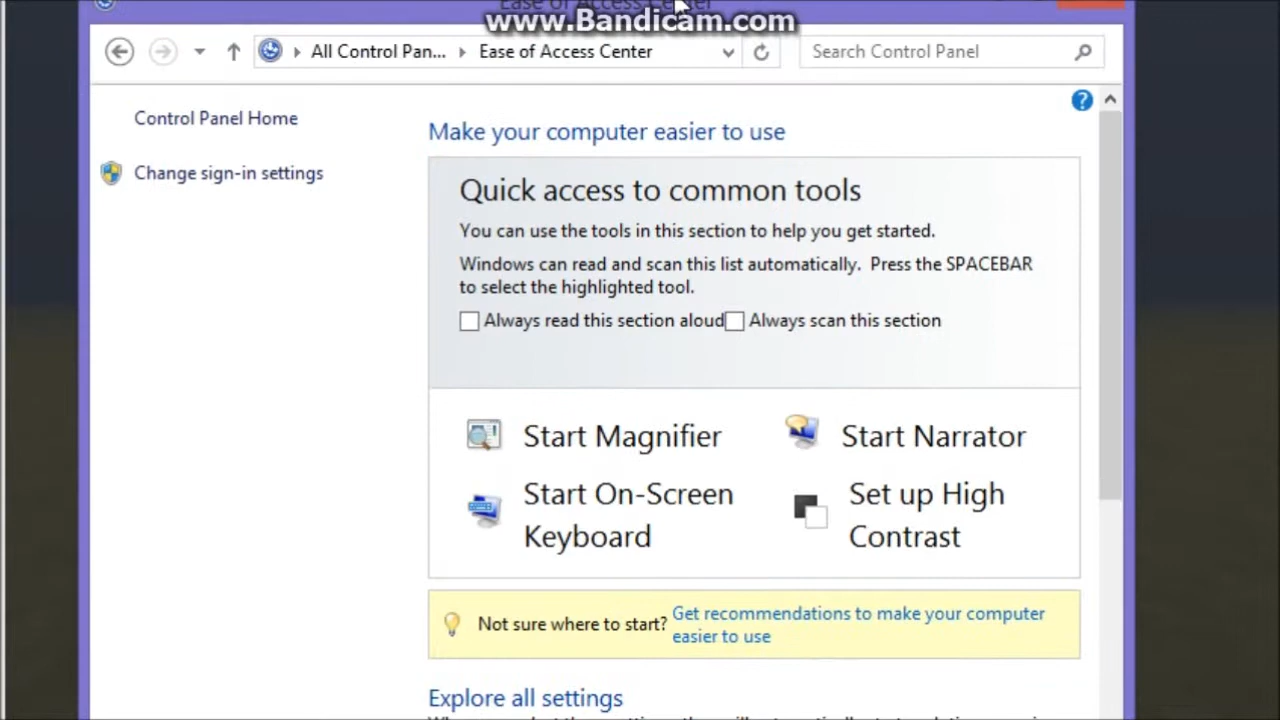 Ease of Access Center
www.Bandicam.com
All Control Pan... Ease of Access Center
Search Control Panel
Control Panel Home
Change sign-in settings
Make your computer easier to use
Quick access to common tools
You can use the tools in this section to help you get started.
Windows can read and scan this list automatically. Press the SPACEBAR
to select the highlighted tool.
Always read this section aloud Always scan this section
Start Magnifier
Start Narrator
Start On-Screen
Keyboard
Set up High
Contrast
Not sure where to start? Get recommendations to make your computer
easier to use
Explore all settings